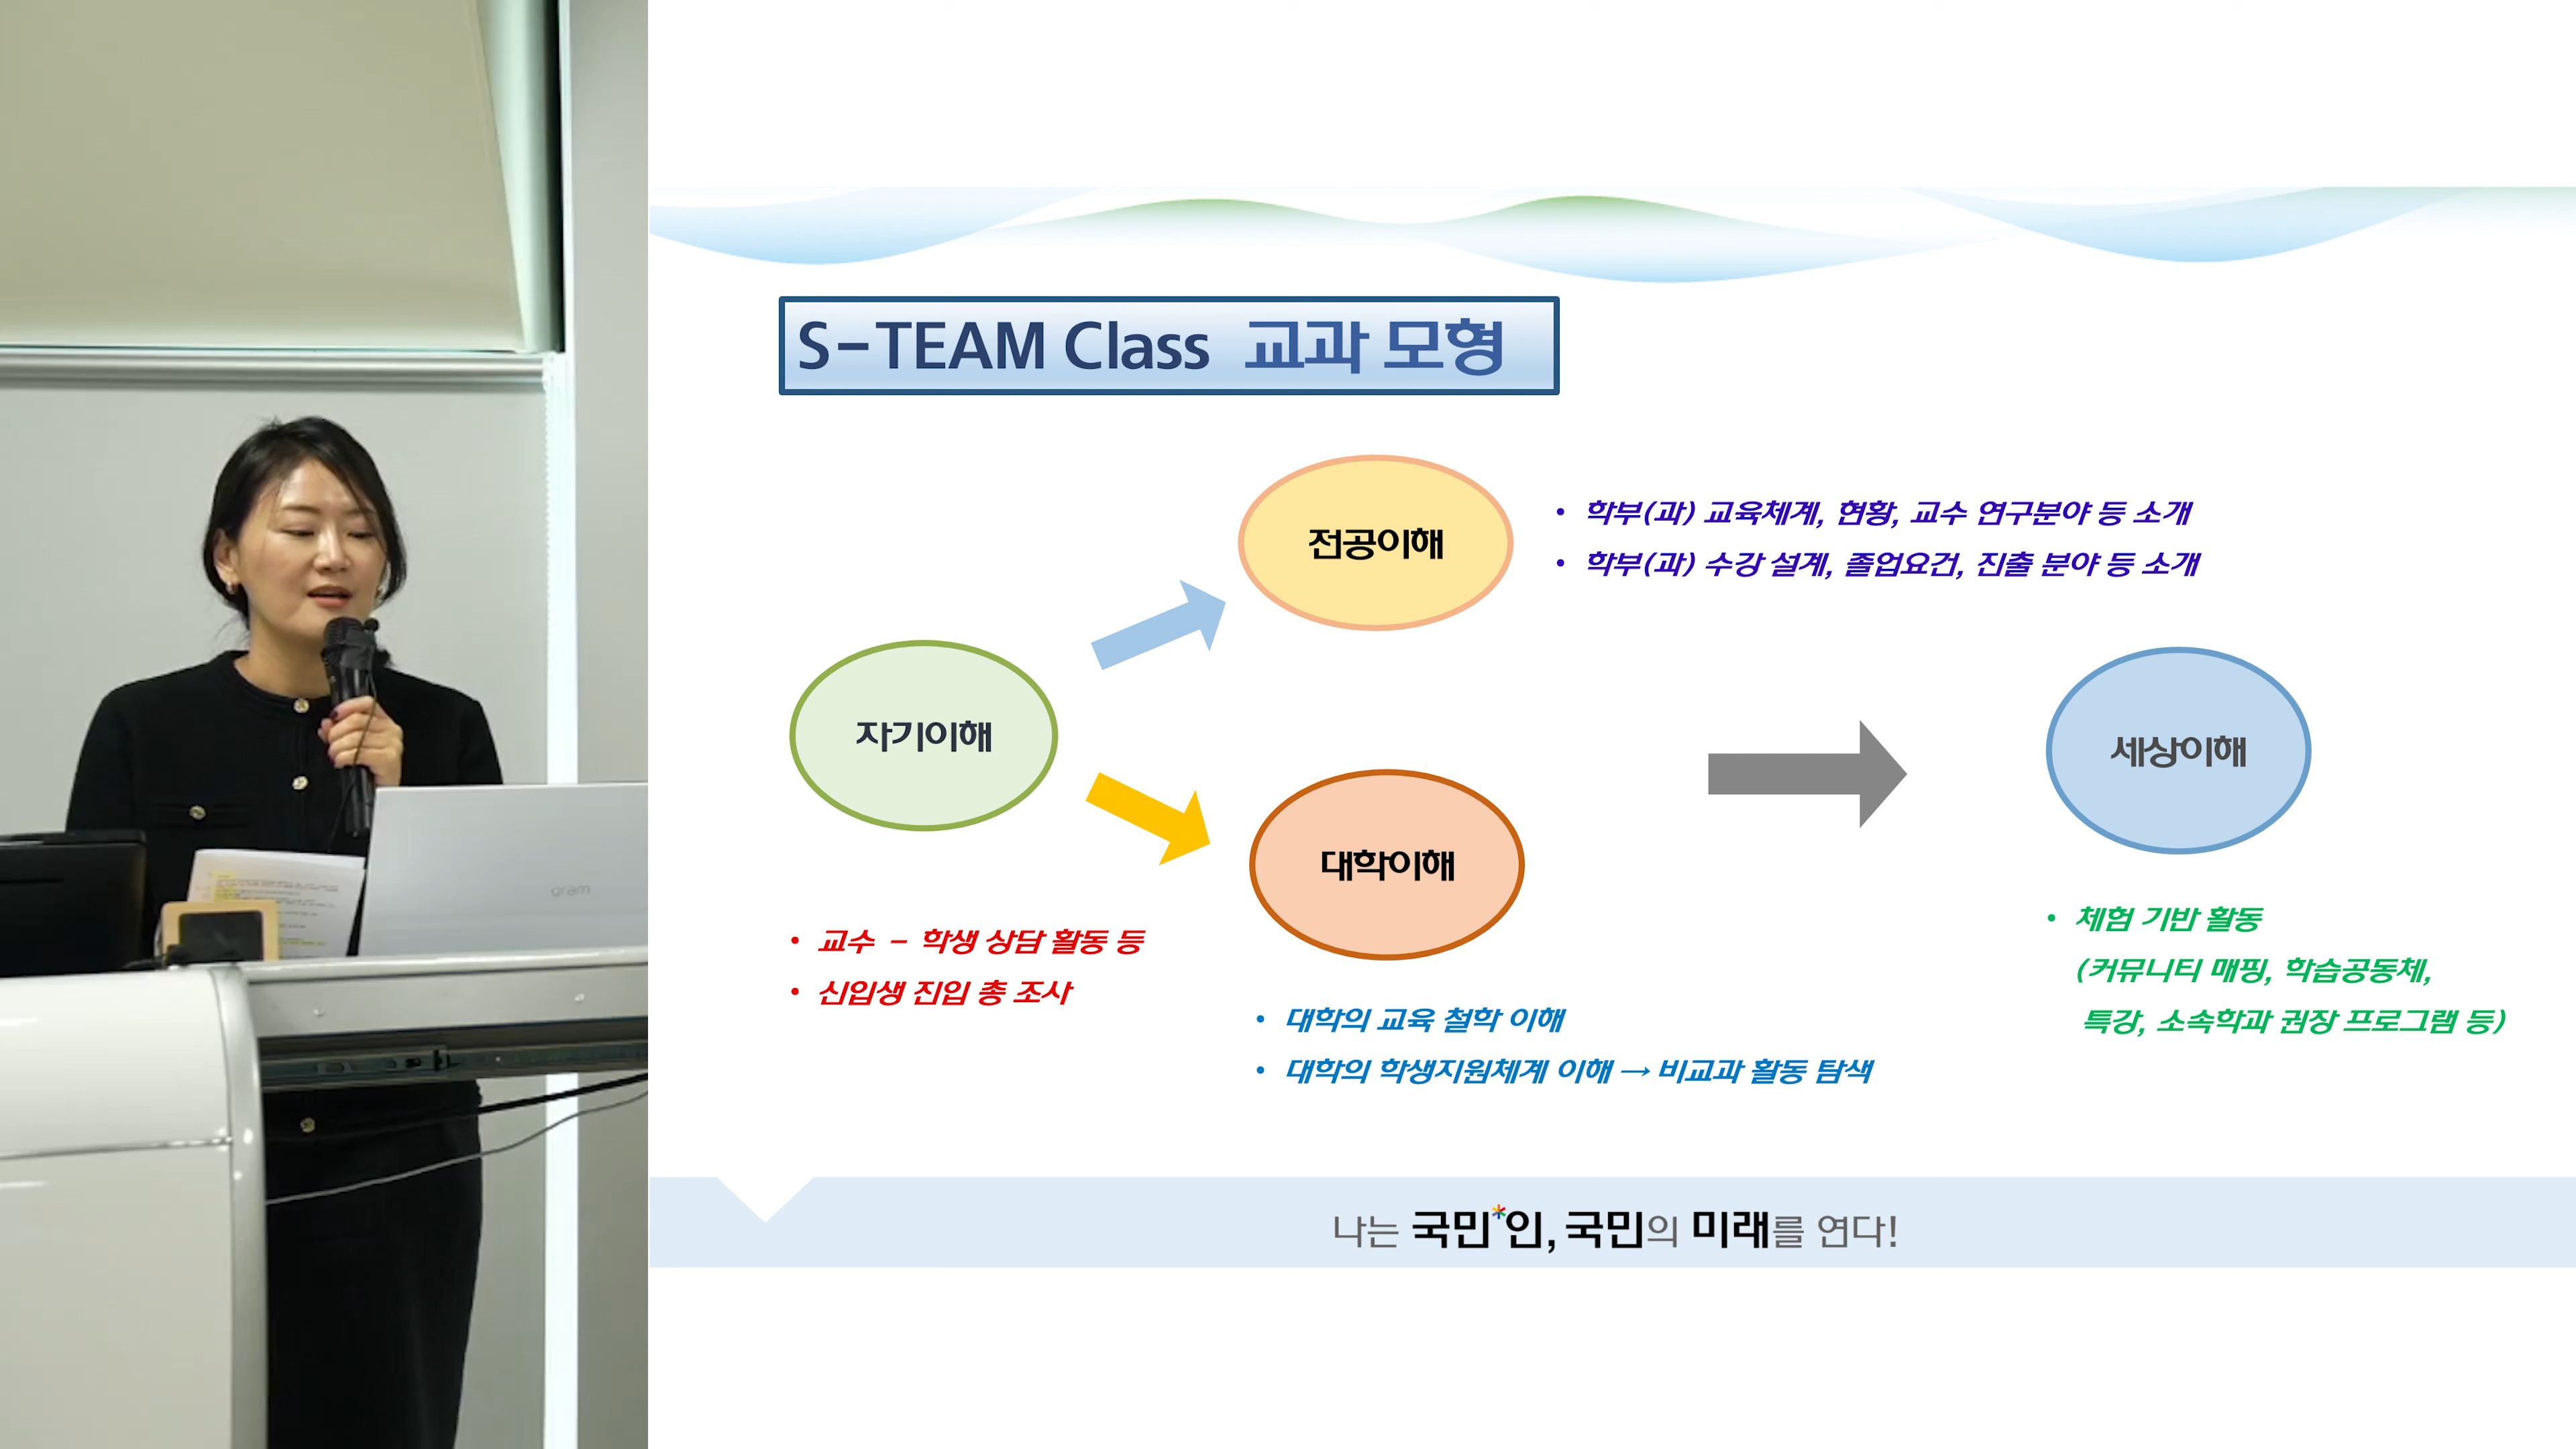 S-TEAM Class 교과 모형
전공이해
• 학부(과) 교육체계, 현황, 교수 연구분야 등 소개
• 학부(과) 수강 설계, 졸업요건, 진출 분야 등 소개
자기이해
• 교수 - 학생 상담 활동 등
• 신입생 진입 총 조사
대학이해
• 대학의 교육 철학 이해
• 대학의 학생지원체계 이해 → 비교과 활동 탐색
세상이해
• 체험 기반 활동
(커뮤니티 매핑, 학습공동체,
특강, 소속학과 권장 프로그램 등)
나는 국민*인, 국민의 미래를 연다!
gram